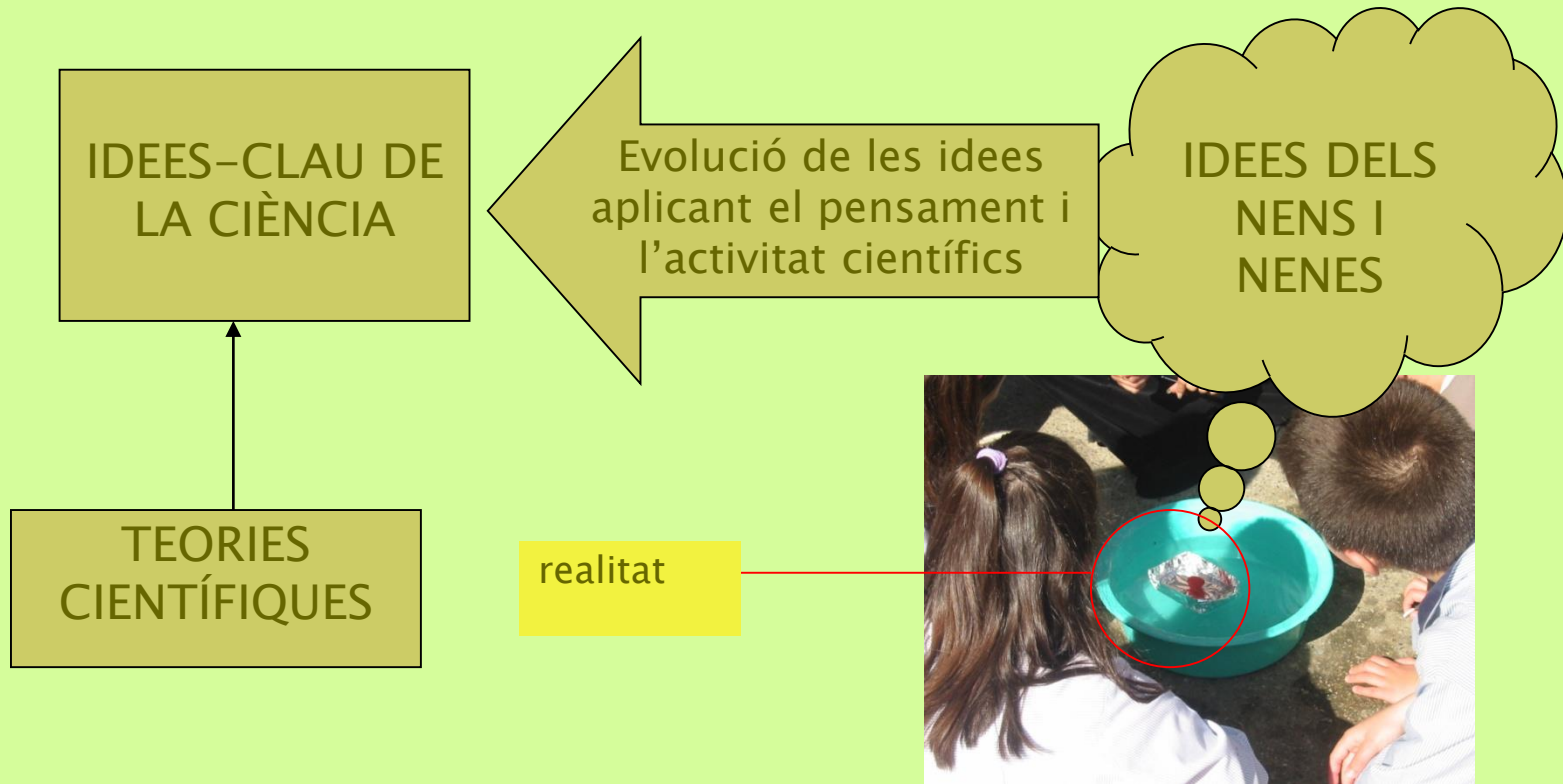 IDEES-CLAU DE
LA CIÈNCIA
Evolució de les idees
aplicant el pensament i
l'activitat científics
IDEES DELS
NENS I
NENES
TEORIES
CIENTÍFIQUES
realitat